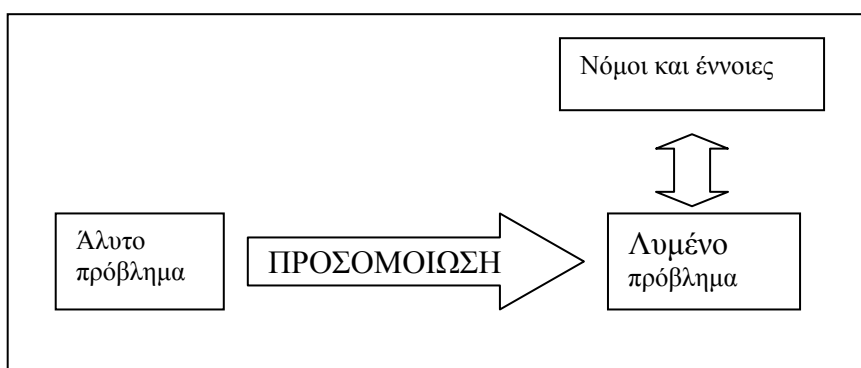 Νόμοι και έννοιες
Άλυτο
πρόβλημα
ΠΡΟΣΟΜΟΙΩΣΗ
Λυμένο
πρόβλημα